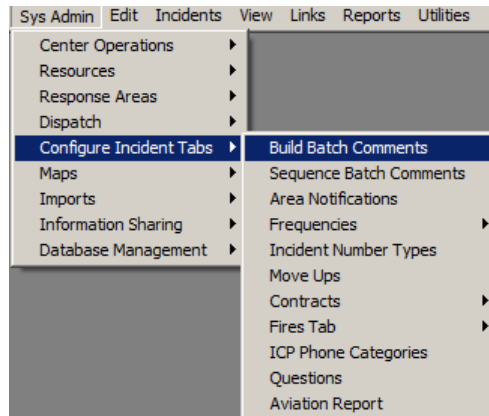 Sys Admin Edit Incidents View Links Reports Utilities
Center Operations
Resources
Response Areas
Dispatch
Configure Incident Tabs
Maps
Imports
Information Sharing
Database Management
Build Batch Comments
Sequence Batch Comments
Area Notifications
Frequencies
Incident Number Types
Move Ups
Contracts
Fires Tab
ICP Phone Categories
Questions
Aviation Report